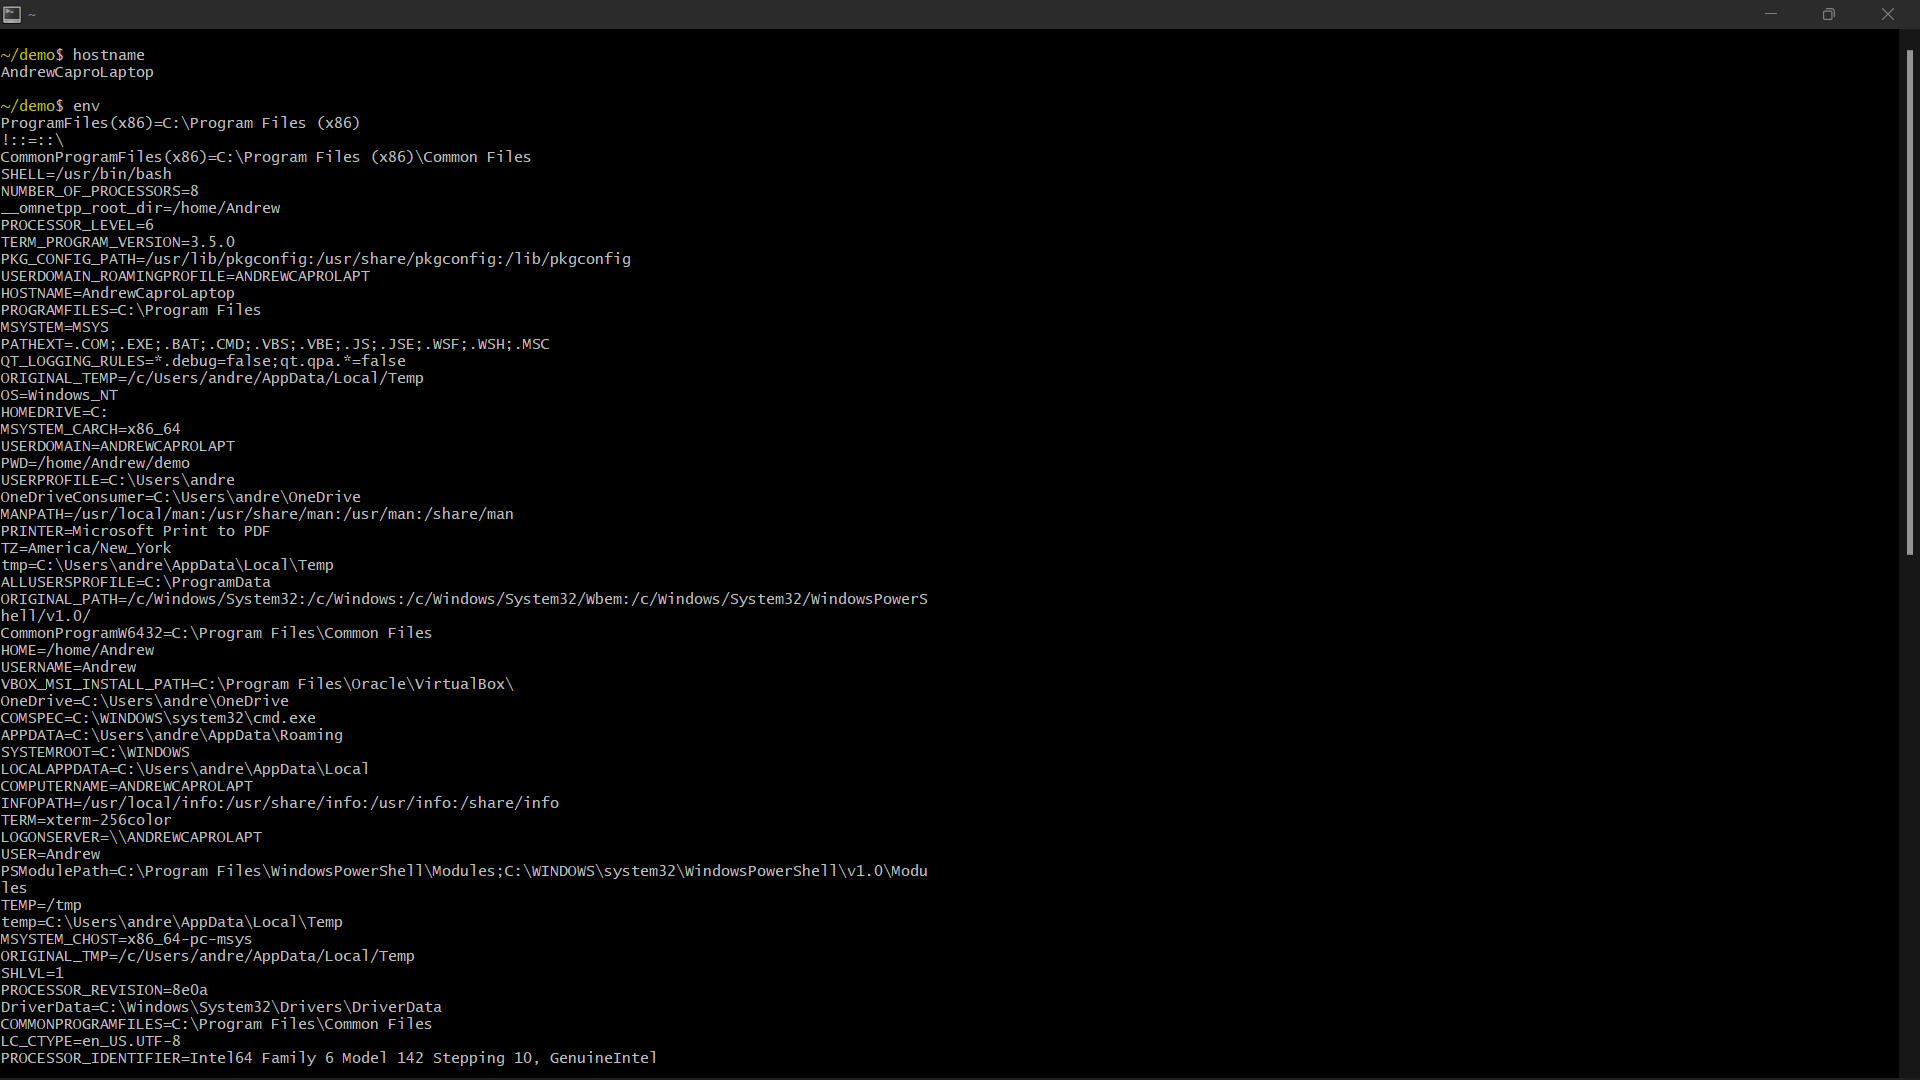 ~
~/demo$ hostname
AndrewCaproLaptop
~/demo$ env
ProgramFiles(x86)=C:\Program Files (x86)
!::=::\
CommonProgramFiles(x86)=C:\Program Files (x86)\Common Files
SHELL=/usr/bin/bash
NUMBER_OF_PROCESSORS=8
__omnetpp_root_dir=/home/Andrew
PROCESSOR_LEVEL=6
TERM_PROGRAM_VERSION=3.5.0
PKG_CONFIG_PATH=/usr/lib/pkgconfig:/usr/share/pkgconfig:/lib/pkgconfig
USERDOMAIN_ROAMINGPROFILE=ANDREWCAPROLAPT
HOSTNAME=AndrewCaproLaptop
PROGRAMFILES=C:\Program Files
MSYSTEM=MSYS
PATHEXT=.COM;.EXE;.BAT;.CMD;.VBS;.VBE;.JS;.JSE;.WSF;.WSH;.MSC
QT_LOGGING_RULES=*.debug=false;qt.qpa.*=false
ORIGINAL_TEMP=/c/Users/andre/AppData/Local/Temp
OS=Windows_NT
HOMEDRIVE=C:
MSYSTEM_CARCH=x86_64
USERDOMAIN=ANDREWCAPROLAPT
PWD=/home/Andrew/demo
USERPROFILE=C:\Users\andre
OneDriveConsumer=C:\Users\andre\OneDrive
MANPATH=/usr/local/man:/usr/share/man:/usr/man:/share/man
PRINTER=Microsoft Print to PDF
TZ=America/New_York
tmp=C:\Users\andre\AppData\Local\Temp
ALLUSERSPROFILE=C:\ProgramData
ORIGINAL_PATH=/c/Windows/System32:/c/Windows:/c/Windows/System32/Wbem:/c/Windows/System32/WindowsPowerS
hell/v1.0/
CommonProgramW6432=C:\Program Files\Common Files
HOME=/home/Andrew
USERNAME=Andrew
VBOX_MSI_INSTALL_PATH=C:\Program Files\Oracle\VirtualBox\
OneDrive=C:\Users\andre\OneDrive
COMSPEC=C:\WINDOWS\system32\cmd.exe
APPDATA=C:\Users\andre\AppData\Roaming
SYSTEMROOT=C:\WINDOWS
LOCALAPPDATA=C:\Users\andre\AppData\Local
COMPUTERNAME=ANDREWCAPROLAPT
INFOPATH=/usr/local/info:/usr/share/info:/usr/info:/share/info
TERM=xterm-256color
LOGONSERVER=\\ANDREWCAPROLAPT
USER=Andrew
PSModulePath=C:\Program Files\WindowsPowerShell\Modules;C:\WINDOWS\system32\WindowsPowerShell\v1.0\Modu
les
TEMP=/tmp
temp=C:\Users\andre\AppData\Local\Temp
MSYSTEM_CHOST=x86_64-pc-msys
ORIGINAL_TMP=/c/Users/andre/AppData/Local/Temp
SHLVL=1
PROCESSOR_REVISION=8e0a
DriverData=C:\Windows\System32\Drivers\DriverData
COMMONPROGRAMFILES=C:\Program Files\Common Files
LC_CTYPE=en_US.UTF-8
PROCESSOR_IDENTIFIER=Intel64 Family 6 Model 142 Stepping 10, GenuineIntel